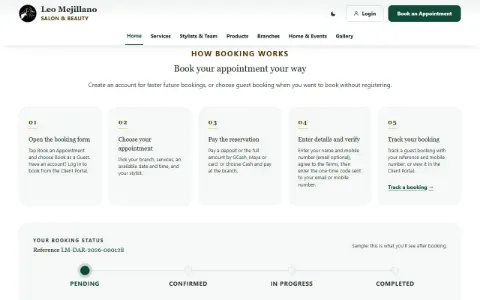 Leo Mejillano
SALON & BEAUTY
Login
Book an Appointment
Home Services Stylists & Team Products Branches Home & Events Gallery
HOW BOOKING WORKS
Book your appointment your way
Create an account for faster future bookings, or choose guest booking when you want to book without registering.
01
Open the booking form
Tap Book an Appointment
and choose Book as a Guest.
Have an account? Log in to
book from the Client Portal.
02
Choose your
appointment
Pick your branch, services, an
available date and time, and
your stylist.
03
Pay the reservation
Pay a deposit or the full
amount by GCash, Maya or
card, or choose Cash and pay
at the branch.
04
Enter details and verify
Enter your name and mobile
number (email optional),
agree to the Terms, then
enter the one-time code sent
to your email or mobile
number.
05
Track your booking
Track a guest booking with
your reference and mobile
number, or view it in the
Client Portal.
Track a booking →
YOUR BOOKING STATUS
Reference LM-DAR-2026-000128
Sample: this is what you'll see after booking.
PENDING CONFIRMED IN PROGRESS COMPLETED